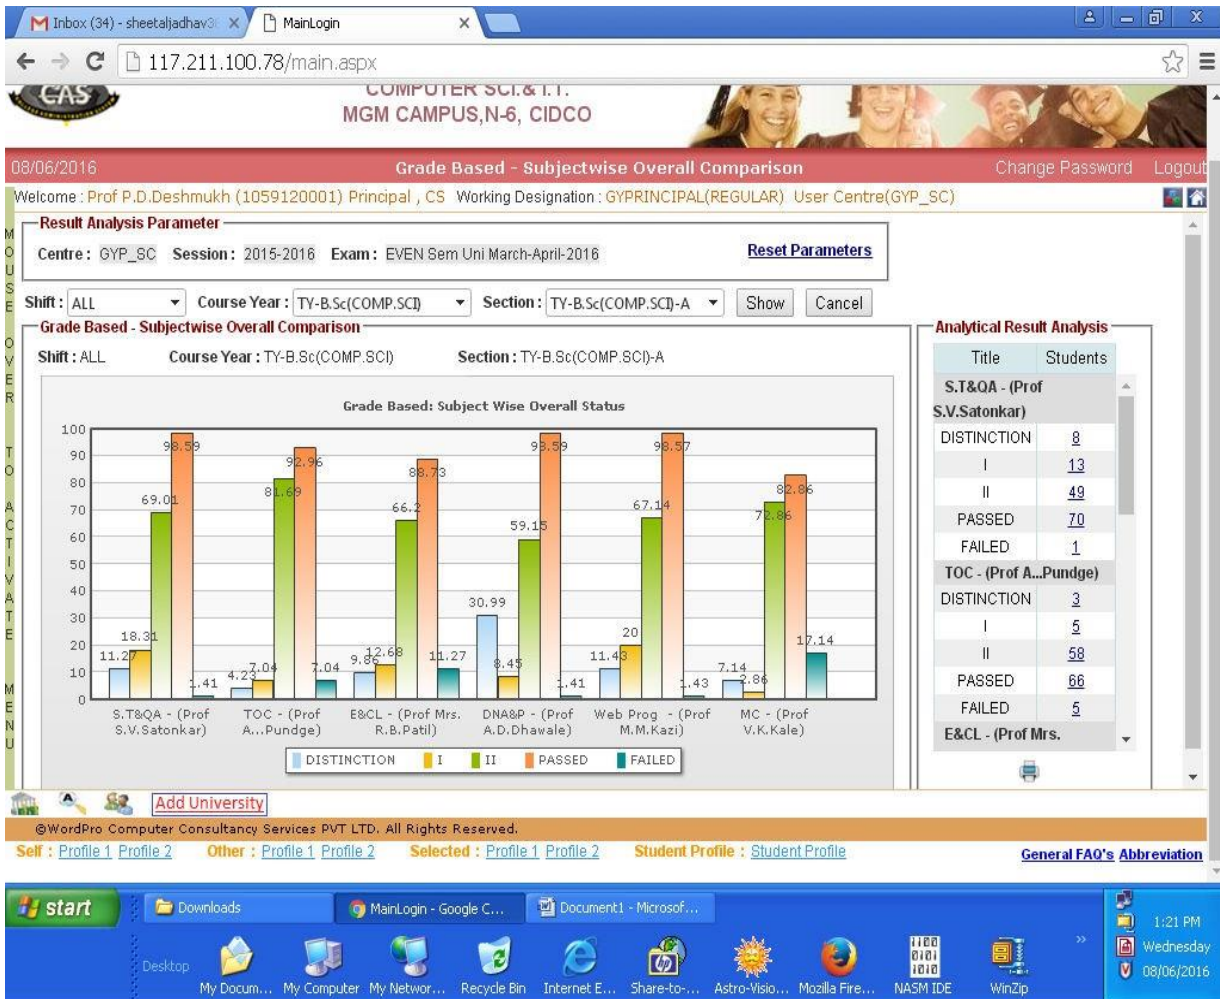 Inbox (34) - sheetaljadhav3
MainLogin
117.211.100.78/main.aspx
CAS
COMPUTER SCI.& I.T.
MGM CAMPUS,N-6, CIDCO
08/06/2016 Grade Based - Subjectwise Overall Comparison Change Password Logout
Welcome : Prof P.D.Deshmukh (1059120001) Principal , CS Working Designation : GYPRINCIPAL(REGULAR) User Centre(GYP_SC)
MOUSE OVER TO ACTIVATE MENU
Result Analysis Parameter
Centre : GYP_SC Session : 2015-2016 Exam : EVEN Sem Uni March-April-2016 Reset Parameters
Shift : ALL Course Year : TY-B.Sc(COMP.SCI) Section : TY-B.Sc(COMP.SCI)-A Show Cancel
Grade Based - Subjectwise Overall Comparison
Shift : ALL Course Year : TY-B.Sc(COMP.SCI) Section : TY-B.Sc(COMP.SCI)-A
Grade Based: Subject Wise Overall Status
100
90
80
70
60
50
40
30
20
10
0
11.27 18.31 69.01 98.59 1.41
4.23 7.04 81.69 92.96 7.04
9.86 12.68 66.2 88.73 11.27
30.99 8.45 59.15 98.59 1.41
11.43 20 67.14 98.57 1.43
7.14 2.86 72.86 82.86 17.14
S.T&QA - (Prof S.V.Satonkar)
TOC - (Prof A...Pundge)
E&CL - (Prof Mrs. R.B.Patil)
DNA&P - (Prof A.D.Dhawale)
Web Prog - (Prof M.M.Kazi)
MC - (Prof V.K.Kale)
DISTINCTION I II PASSED FAILED
Analytical Result Analysis
Title Students
S.T&QA - (Prof
S.V.Satonkar)
DISTINCTION 8
I 13
II 49
PASSED 70
FAILED 1
TOC - (Prof A...Pundge)
DISTINCTION 3
I 5
II 58
PASSED 66
FAILED 5
E&CL - (Prof Mrs.
Add University
©WordPro Computer Consultancy Services PVT LTD. All Rights Reserved.
Self : Profile 1 Profile 2 Other : Profile 1 Profile 2 Selected : Profile 1 Profile 2 Student Profile : Student Profile General FAQ's Abbreviation
start Downloads MainLogin - Google C... Document1 - Microsof... 1:21 PM
Wednesday
08/06/2016
Desktop My Docum... My Computer My Networ... Recycle Bin Internet E... Share-to-... Astro-Visio... Mozilla Fire... NASM IDE WinZip